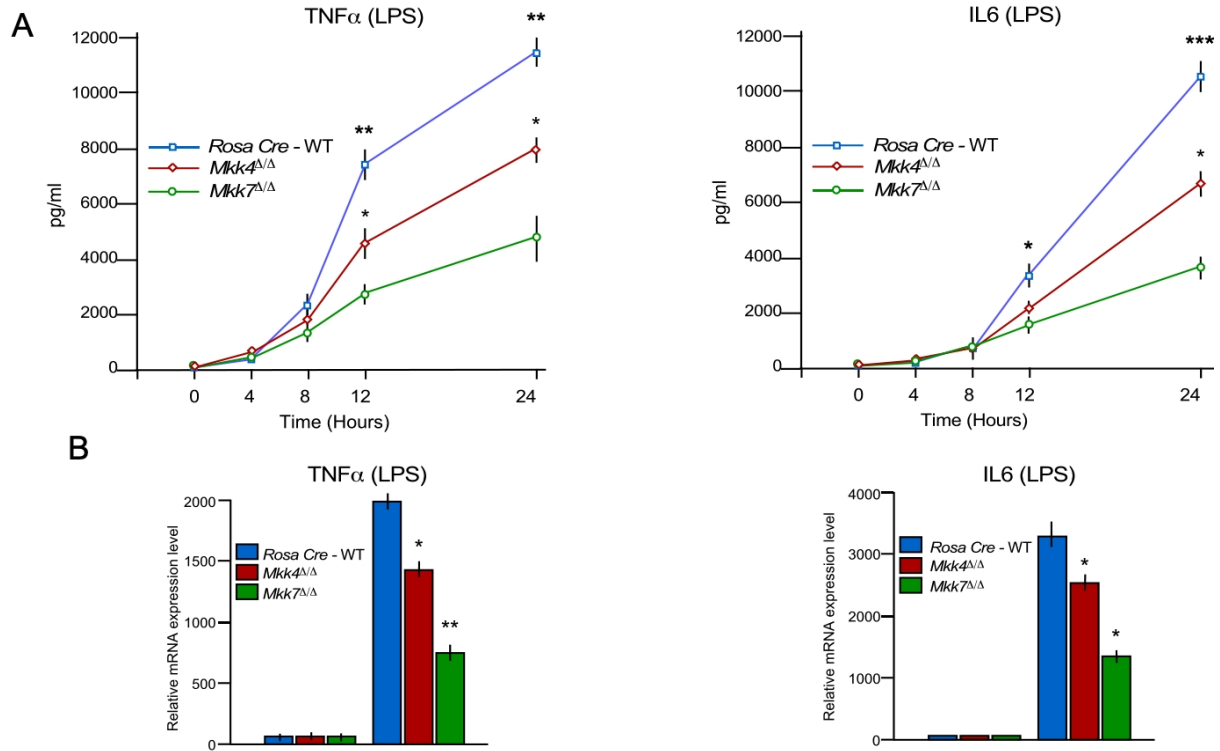 A
TNFα (LPS)
12000
10000
8000
6000
4000
2000
0
pg/ml
**
**
*
*
Rosa Cre - WT
Mkk4Δ/Δ
Mkk7Δ/Δ
0 4 8 12 24
Time (Hours)
IL6 (LPS)
12000
10000
8000
6000
4000
2000
0
pg/ml
***
*
*
Rosa Cre - WT
Mkk4Δ/Δ
Mkk7Δ/Δ
0 4 8 12 24
Time (Hours)
B
TNFα (LPS)
2000
1500
1000
500
0
Relative mRNA expression level
Rosa Cre - WT
Mkk4Δ/Δ
Mkk7Δ/Δ
*
**
IL6 (LPS)
4000
3000
2000
1000
0
Relative mRNA expression level
Rosa Cre - WT
Mkk4Δ/Δ
Mkk7Δ/Δ
*
*